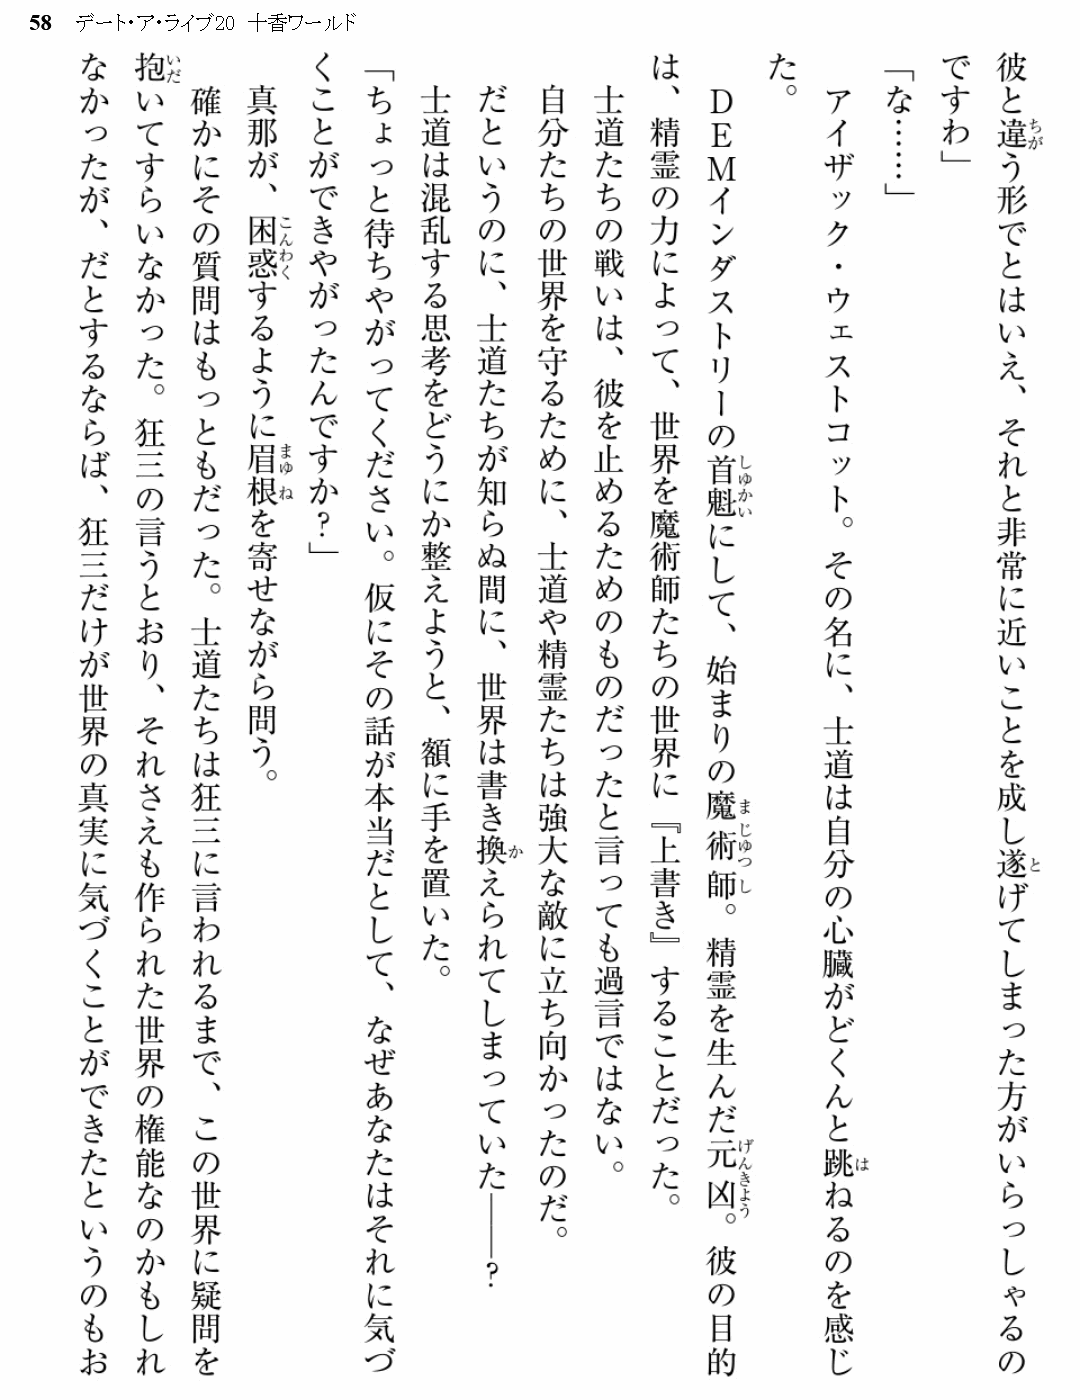 58　デート・ア・ライブ20　十香ワールド
彼と違う形でとはいえ、それと非常に近いことを成し遂げてしまった方がいらっしゃるの
ですわ」
「な……」
　アイザック・ウェストコット。その名に、士道は自分の心臓がどくんと跳ねるのを感じ
た。
　ＤＥＭインダストリーの首魁にして、始まりの魔術師。精霊を生んだ元凶。彼の目的
は、精霊の力によって、世界を魔術師たちの世界に『上書き』することだった。
　士道たちの戦いは、彼を止めるためのものだったと言っても過言ではない。
　自分たちの世界を守るために、士道や精霊たちは強大な敵に立ち向かったのだ。
　だというのに、士道たちが知らぬ間に、世界は書き換えられてしまっていた――？
　士道は混乱する思考をどうにか整えようと、額に手を置いた。
「ちょっと待ちやがってください。仮にその話が本当だとして、なぜあなたはそれに気づ
くことができやがったんですか？」
　真那が、困惑するように眉根を寄せながら問う。
　確かにその質問はもっともだった。士道たちは狂三に言われるまで、この世界に疑問を
抱いてすらいなかった。狂三の言うとおり、それさえも作られた世界の権能なのかもしれ
なかったが、だとするならば、狂三だけが世界の真実に気づくことができたというのもお